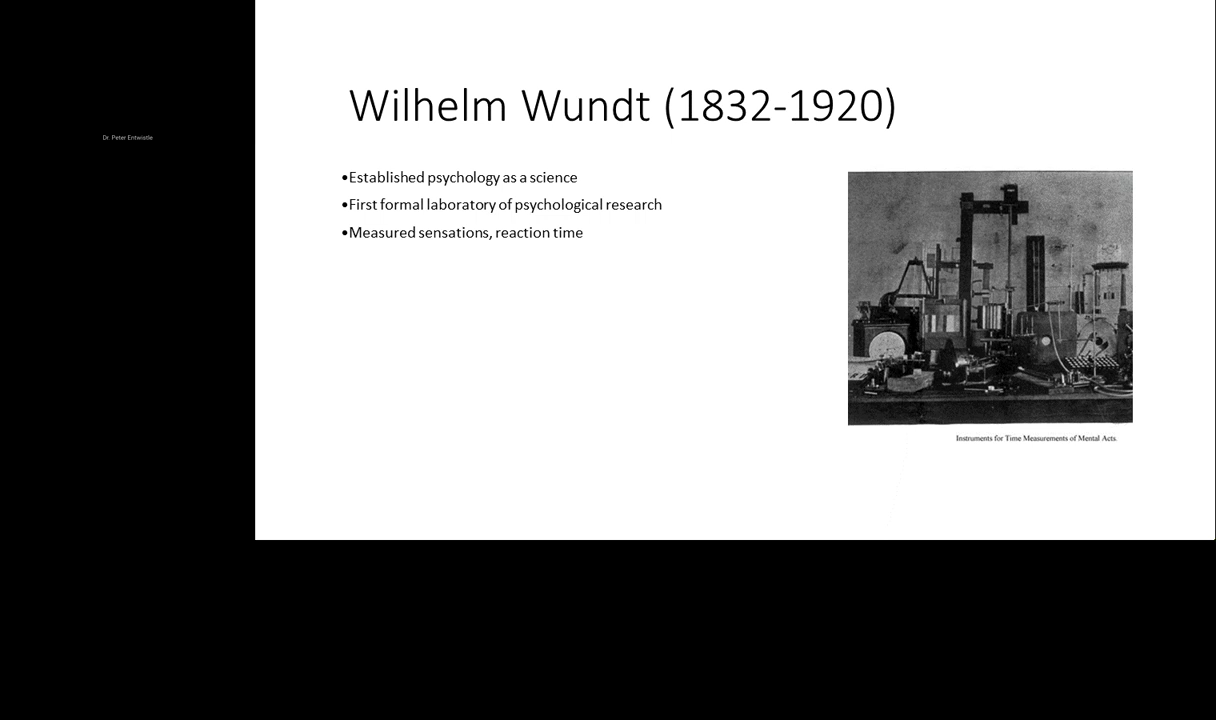 Dr. Peter Entwistle
Wilhelm Wundt (1832-1920)
•Established psychology as a science
•First formal laboratory of psychological research
•Measured sensations, reaction time
Instruments for Time Measurements of Mental Acts.